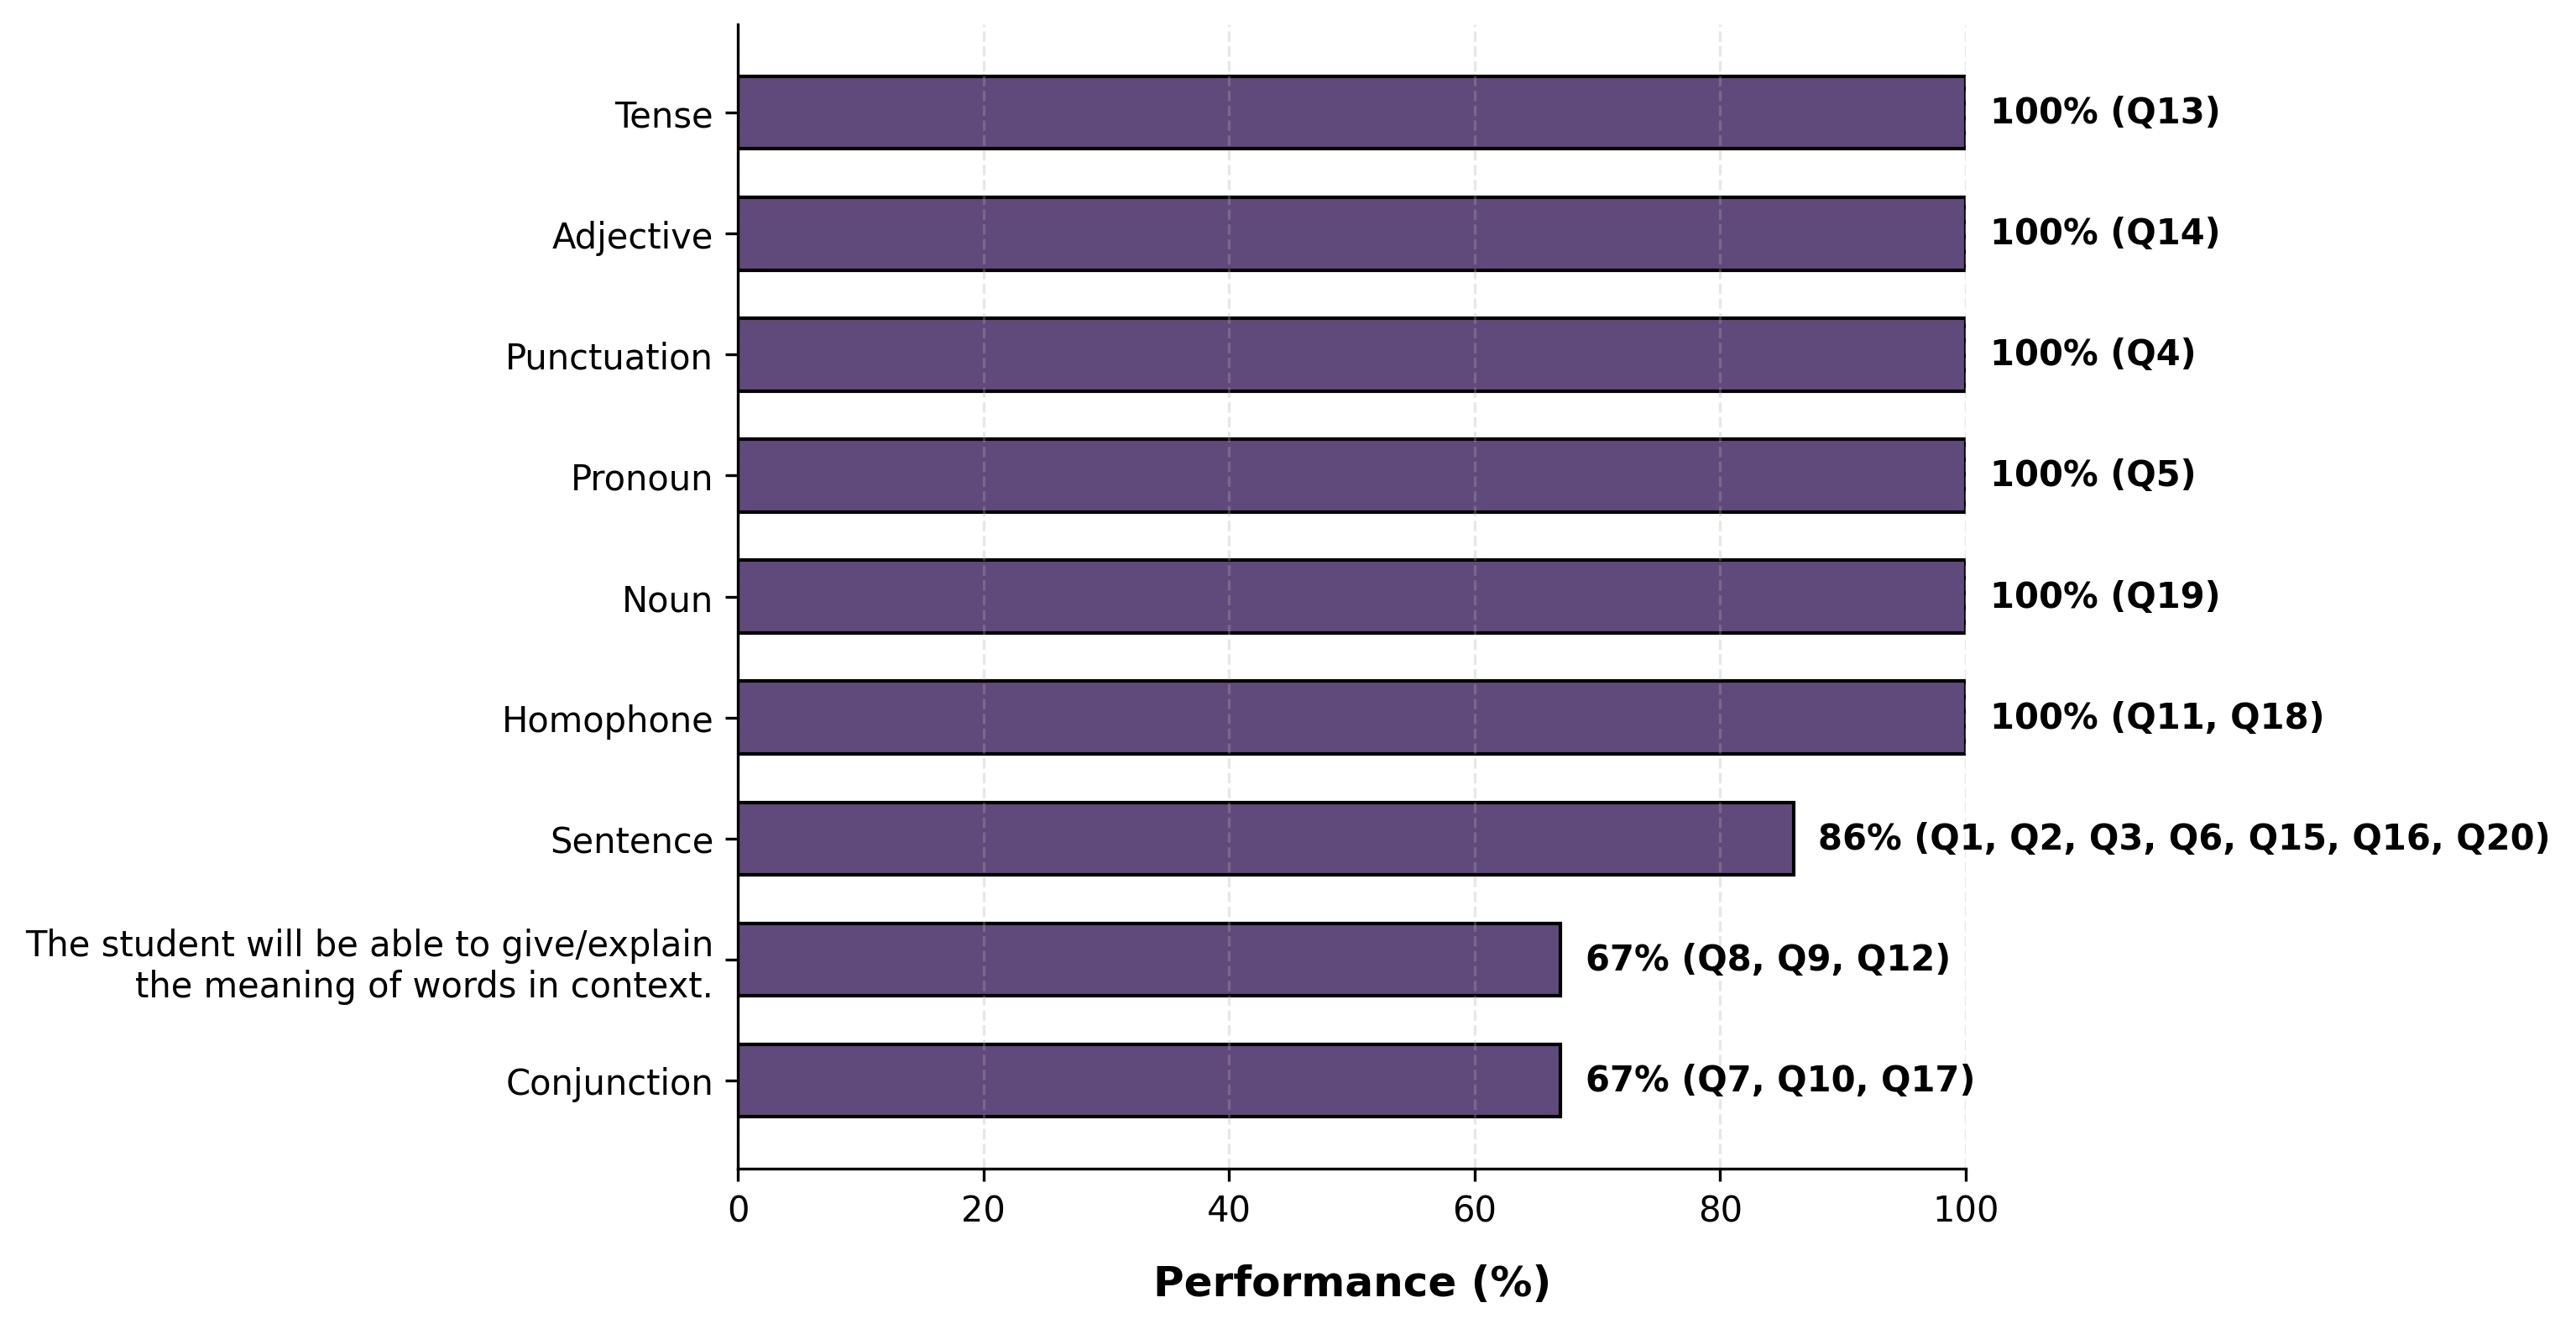 Tense 100% (Q13)
Adjective 100% (Q14)
Punctuation 100% (Q4)
Pronoun 100% (Q5)
Noun 100% (Q19)
Homophone 100% (Q11, Q18)
Sentence 86% (Q1, Q2, Q3, Q6, Q15, Q16, Q20)
The student will be able to give/explain
the meaning of words in context. 67% (Q8, Q9, Q12)
Conjunction 67% (Q7, Q10, Q17)
0 20 40 60 80 100
Performance (%)